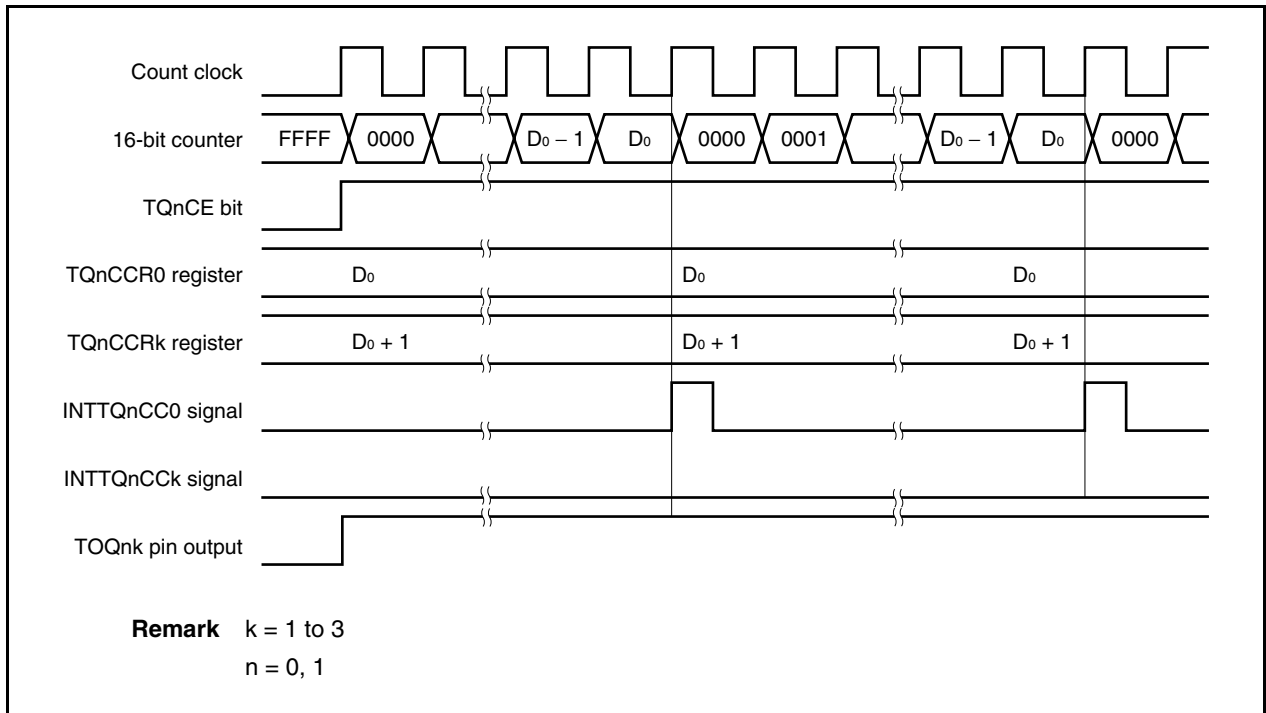 Count clock
16-bit counter FFFF 0000 D0 − 1 D0 0000 0001 D0 − 1 D0 0000
TQnCE bit
TQnCCR0 register D0 D0 D0
TQnCCRk register D0 + 1 D0 + 1 D0 + 1
INTTQnCC0 signal
INTTQnCCk signal
TOQnk pin output
Remark k = 1 to 3
n = 0, 1